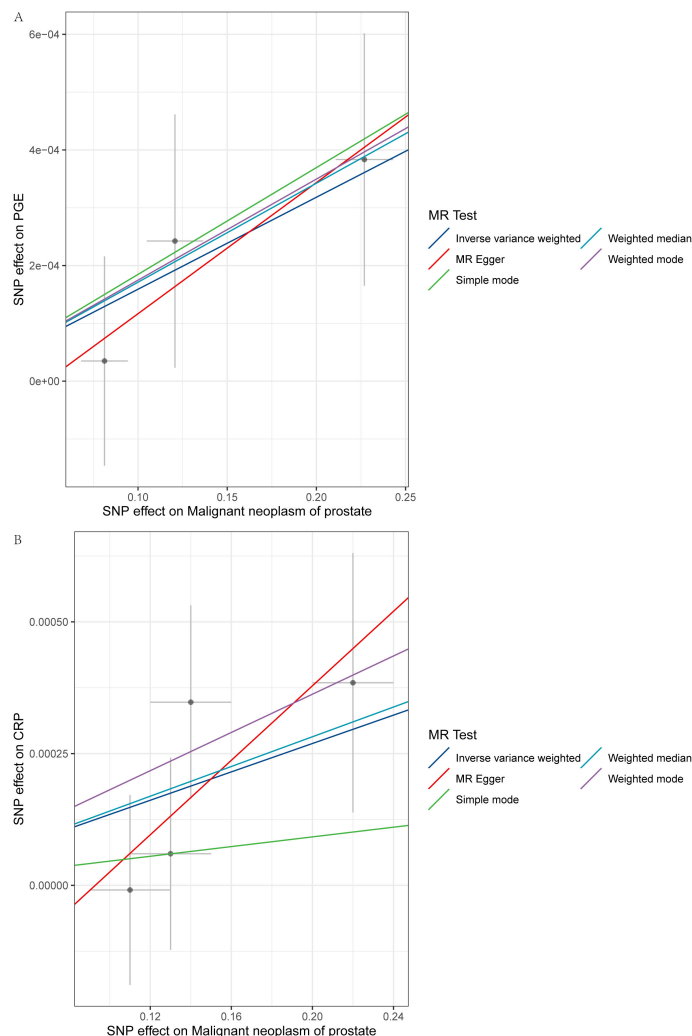 A
6e−04
4e−04
2e−04
0e+00
SNP effect on PGE
0.10 0.15 0.20 0.25
SNP effect on Malignant neoplasm of prostate
MR Test
Inverse variance weighted Weighted median
MR Egger Weighted mode
Simple mode
B
0.00050
0.00025
0.00000
SNP effect on CRP
0.12 0.16 0.20 0.24
SNP effect on Malignant neoplasm of prostate
MR Test
Inverse variance weighted Weighted median
MR Egger Weighted mode
Simple mode